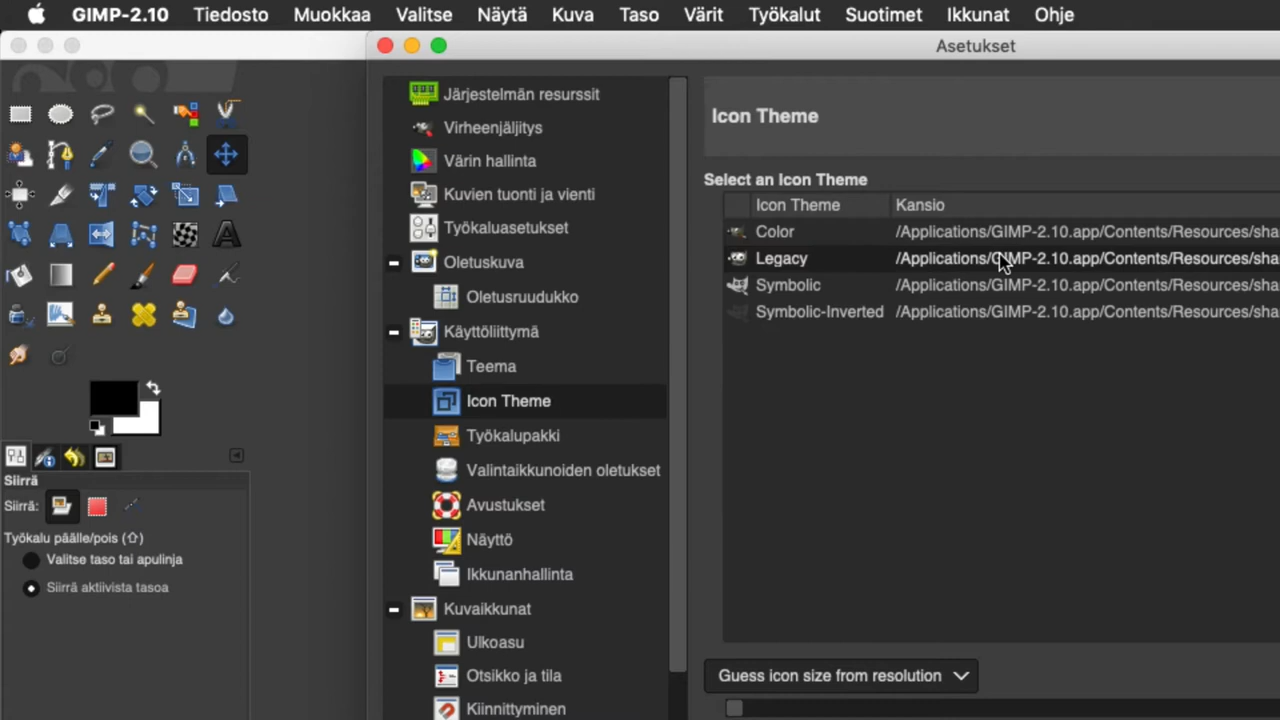 GIMP-2.10 Tiedosto Muokkaa Valitse Näytä Kuva Taso Värit Työkalut Suotimet Ikkunat Ohje
Asetukset
Järjestelmän resurssit
Virheenjäljitys
Värin hallinta
Kuvien tuonti ja vienti
Työkaluasetukset
Oletuskuva
Oletusruudukko
Käyttöliittymä
Teema
Icon Theme
Työkalupakki
Valintaikkunoiden oletukset
Avustukset
Näyttö
Ikkunanhallinta
Kuvaikkunat
Ulkoasu
Otsikko ja tila
Kiinnittyminen
Icon Theme
Select an Icon Theme
Icon Theme Kansio
Color /Applications/GIMP-2.10.app/Contents/Resources/sha
Legacy /Applications/GIMP-2.10.app/Contents/Resources/sha
Symbolic /Applications/GIMP-2.10.app/Contents/Resources/sha
Symbolic-Inverted /Applications/GIMP-2.10.app/Contents/Resources/sha
Guess icon size from resolution
Siirrä
Siirrä:
Työkalu päälle/pois (⇧)
Valitse taso tai apulinja
Siirrä aktiivista tasoa